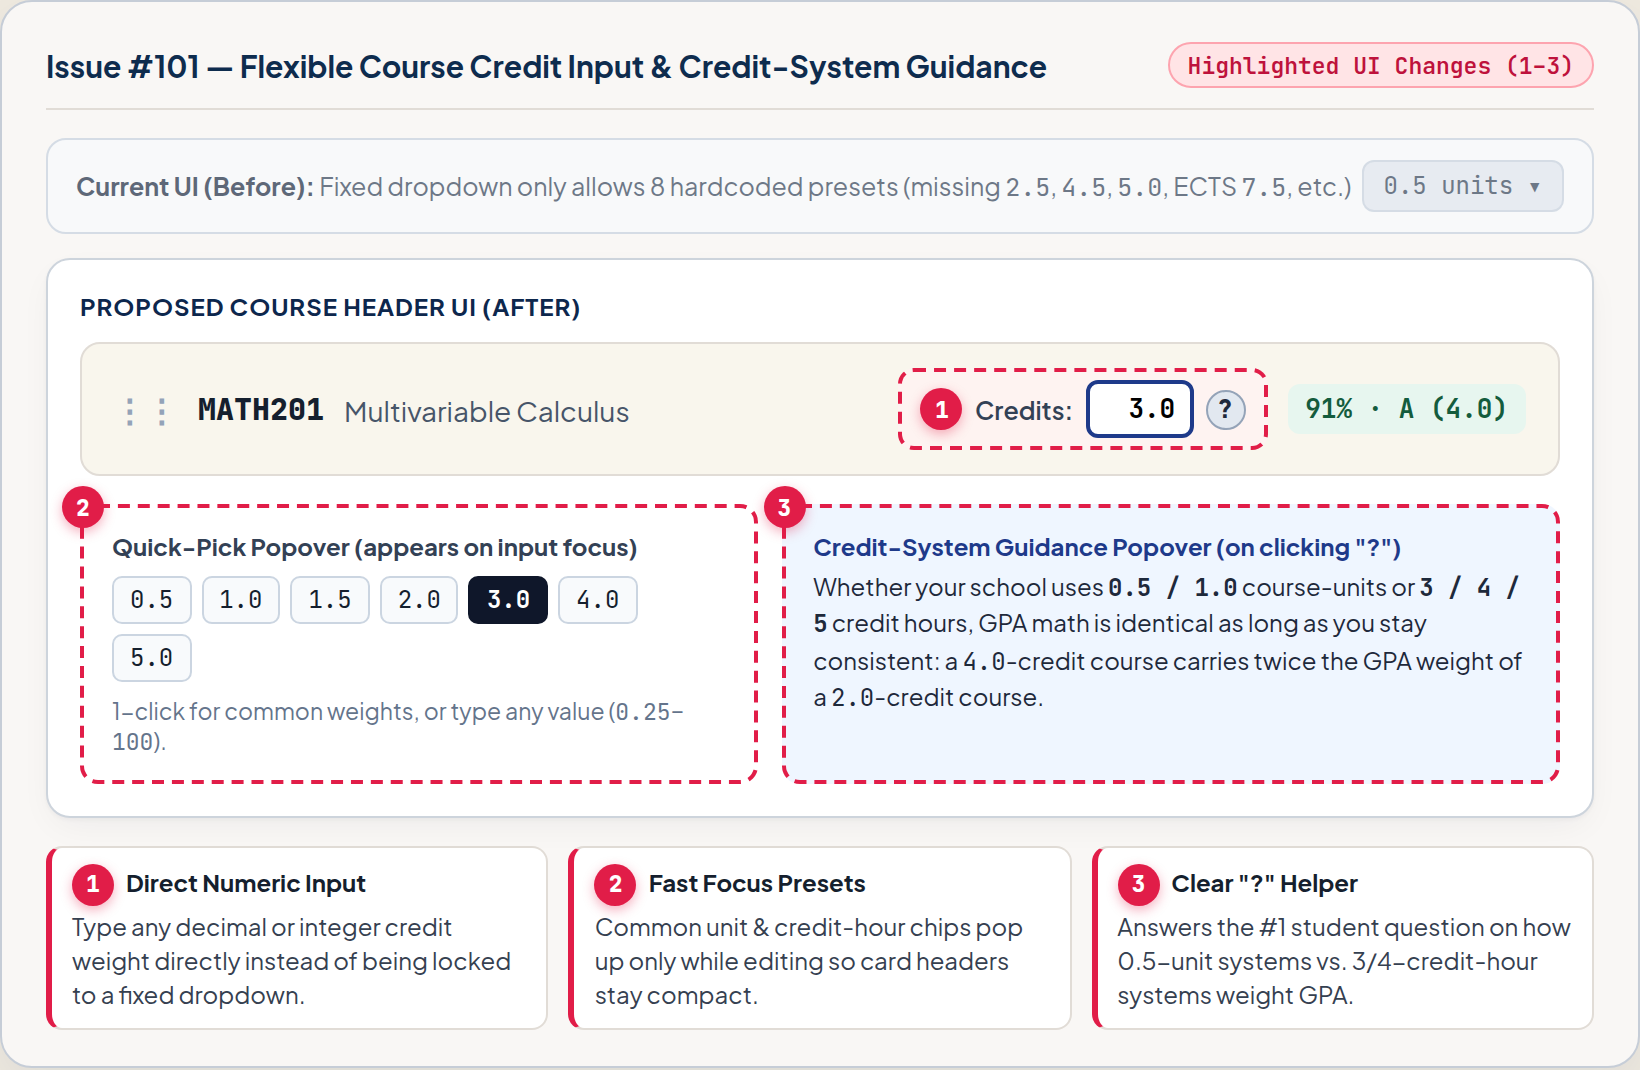 Issue #101 — Flexible Course Credit Input & Credit-System Guidance
Highlighted UI Changes (1-3)
Current UI (Before): Fixed dropdown only allows 8 hardcoded presets (missing 2.5, 4.5, 5.0, ECTS 7.5, etc.)
0.5 units ▾
PROPOSED COURSE HEADER UI (AFTER)
MATH201 Multivariable Calculus
1 Credits: 3.0 ?
91% · A (4.0)
2
Quick-Pick Popover (appears on input focus)
0.5 1.0 1.5 2.0 3.0 4.0
5.0
1-click for common weights, or type any value (0.25-
100).
3
Credit-System Guidance Popover (on clicking "?")
Whether your school uses 0.5 / 1.0 course-units or 3 / 4 /
5 credit hours, GPA math is identical as long as you stay
consistent: a 4.0-credit course carries twice the GPA weight of
a 2.0-credit course.
1 Direct Numeric Input
Type any decimal or integer credit
weight directly instead of being locked
to a fixed dropdown.
2 Fast Focus Presets
Common unit & credit-hour chips pop
up only while editing so card headers
stay compact.
3 Clear "?" Helper
Answers the #1 student question on how
0.5-unit systems vs. 3/4-credit-hour
systems weight GPA.